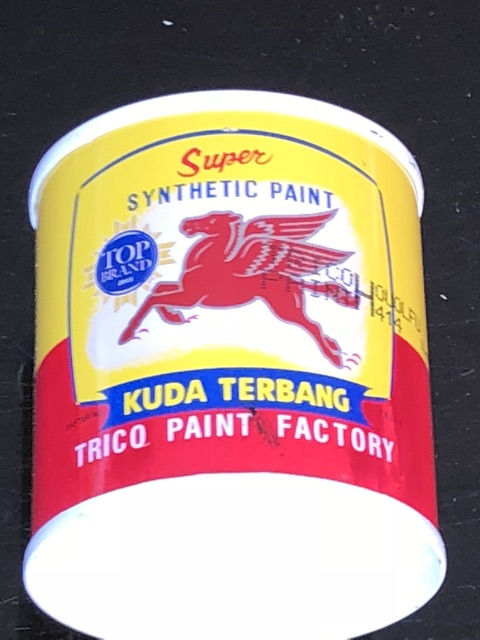 Super
SYNTHETIC PAINT
TOP
BRAND
KUDA TERBANG
TRICO PAINT FACTORY